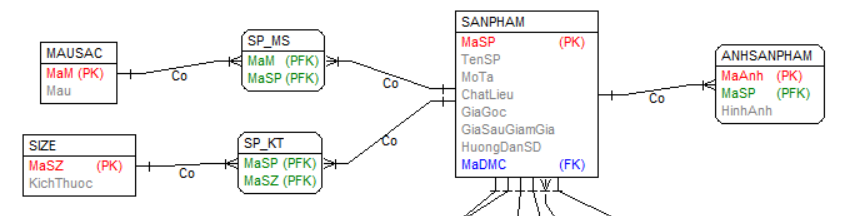 MAUSAC
MaM (PK)
Mau
Co
SP_MS
MaM (PFK)
MaSP (PFK)
Co
SIZE
MaSZ (PK)
KichThuoc
Co
SP_KT
MaSP (PFK)
MaSZ (PFK)
Co
SANPHAM
MaSP (PK)
TenSP
MoTa
ChatLieu
GiaGoc
GiaSauGiamGia
HuongDanSD
MaDMC (FK)
Co
ANHSANPHAM
MaAnh (PK)
MaSP (PFK)
HinhAnh